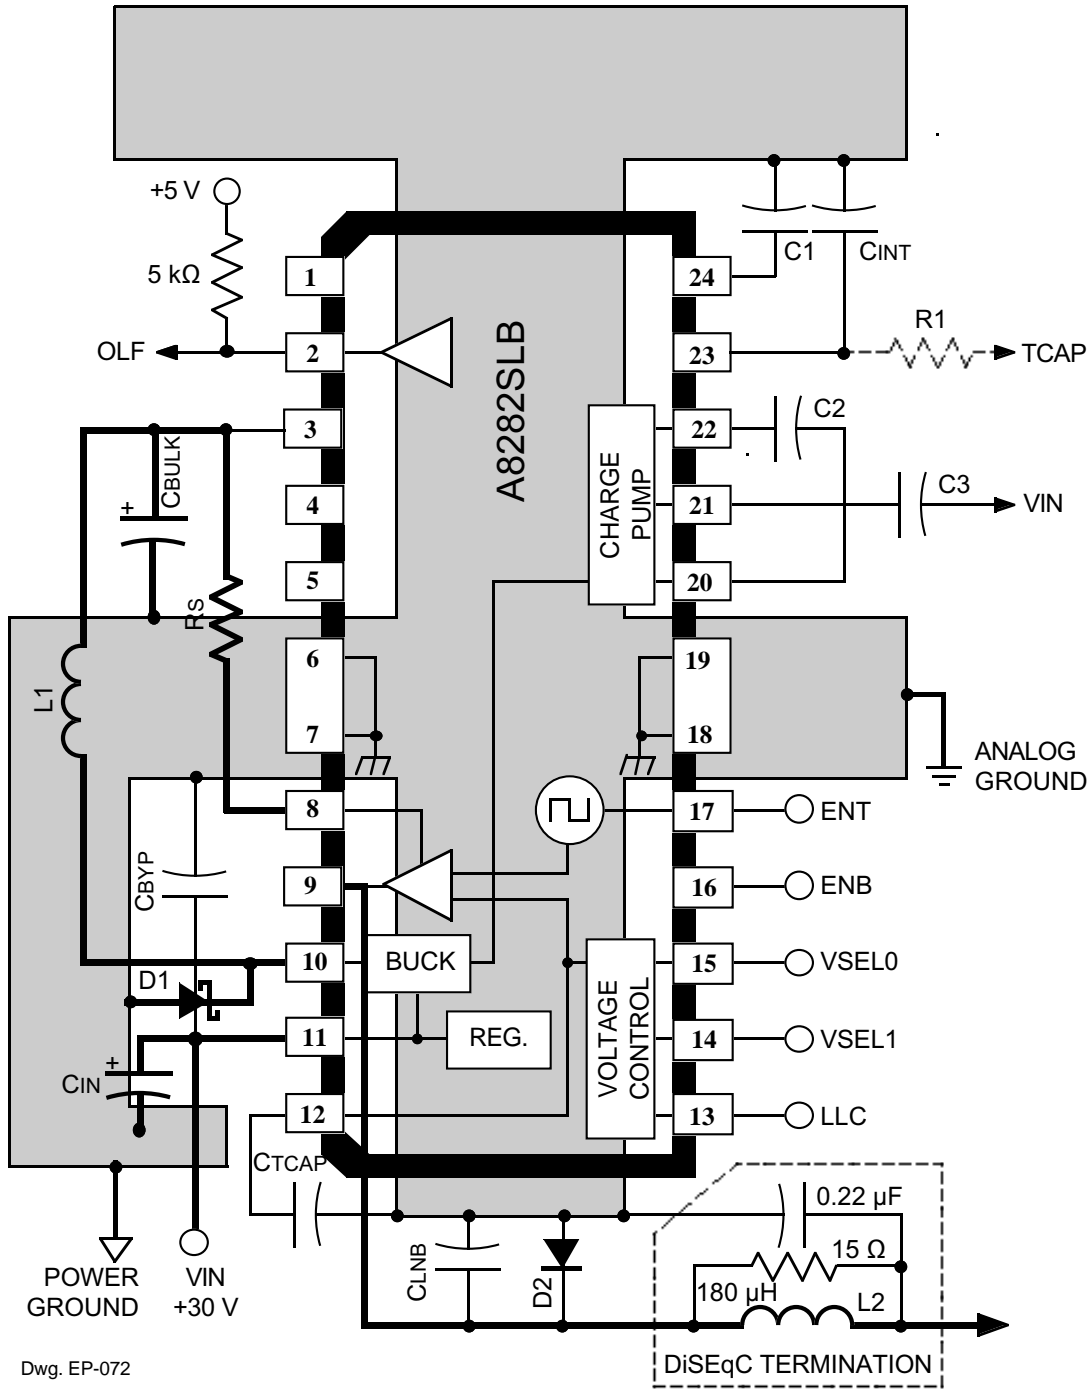 +5 V
5 kΩ
OLF
1
2
3
4
5
6
7
8
9
10
11
12
24
23
22
21
20
19
18
17
16
15
14
13
A8282SLB
C1
CINT
R1
TCAP
C2
C3
VIN
CHARGE
PUMP
CBULK
+
RS
L1
ANALOG
GROUND
ENT
ENB
VSEL0
VSEL1
LLC
CBYP
D1
BUCK
REG.
VOLTAGE
CONTROL
+
CIN
CTCAP
POWER
GROUND
VIN
+30 V
CLNB
D2
0.22 µF
15 Ω
180 µH
L2
DiSEqC TERMINATION
Dwg. EP-072